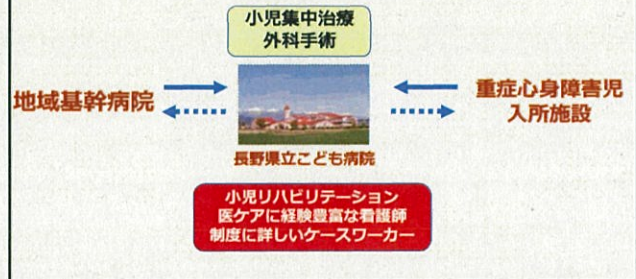 小児集中治療
外科手術
地域基幹病院
重症心身障害児
入所施設
長野県立こども病院
小児リハビリテーション
医ケアに経験豊富な看護師
制度に詳しいケースワーカー